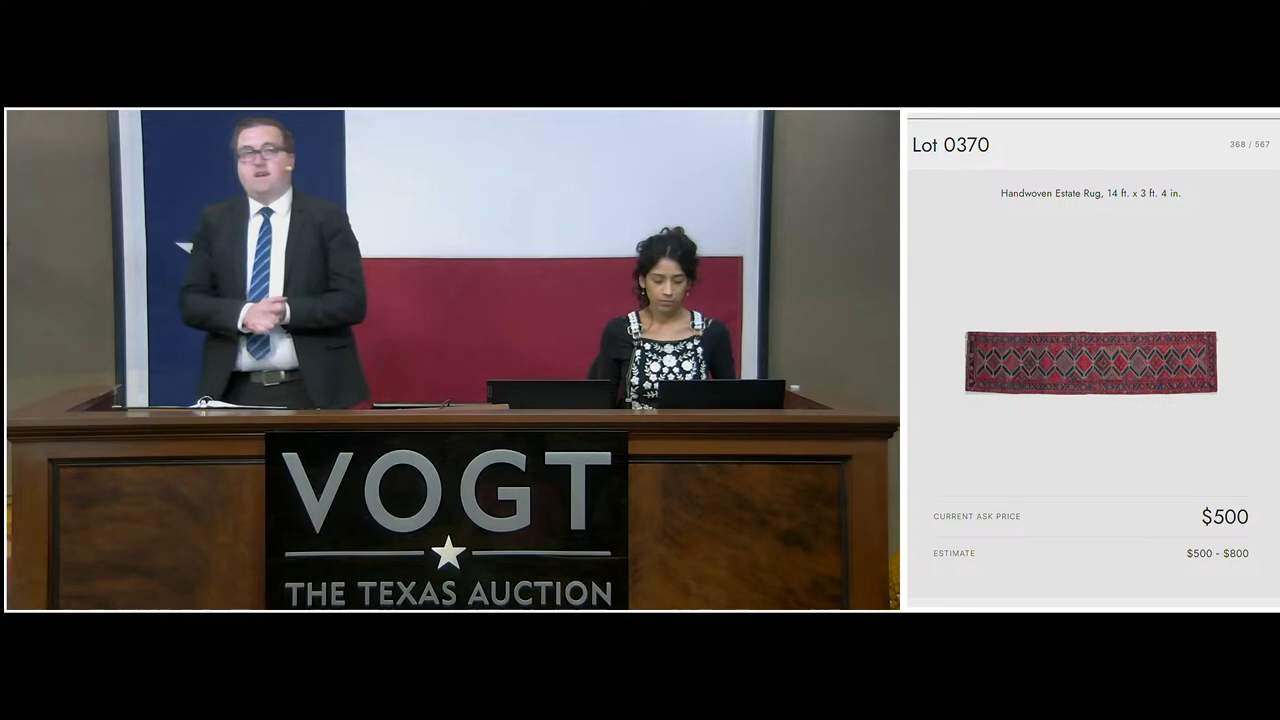 VOGT
THE TEXAS AUCTION
Lot 0370
368 / 567
Handwoven Estate Rug, 14 ft. x 3 ft. 4 in.
CURRENT ASK PRICE
$500
ESTIMATE
$500 - $800